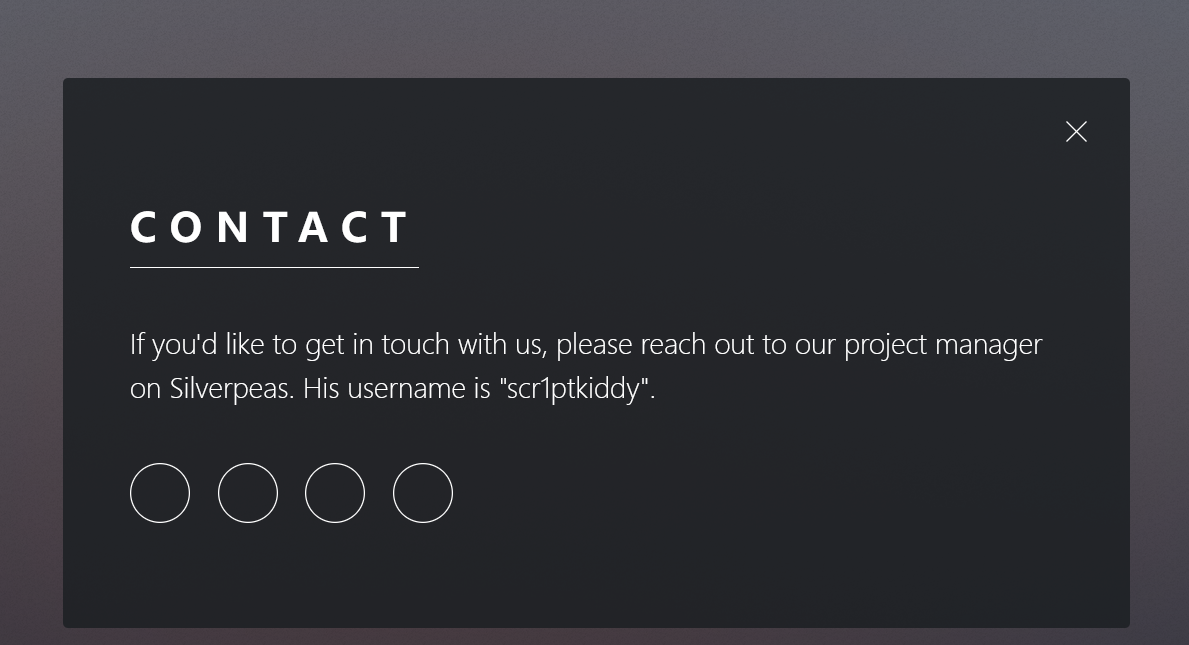 CONTACT
If you'd like to get in touch with us, please reach out to our project manager
on Silverpeas. His username is "scr1ptkiddy".